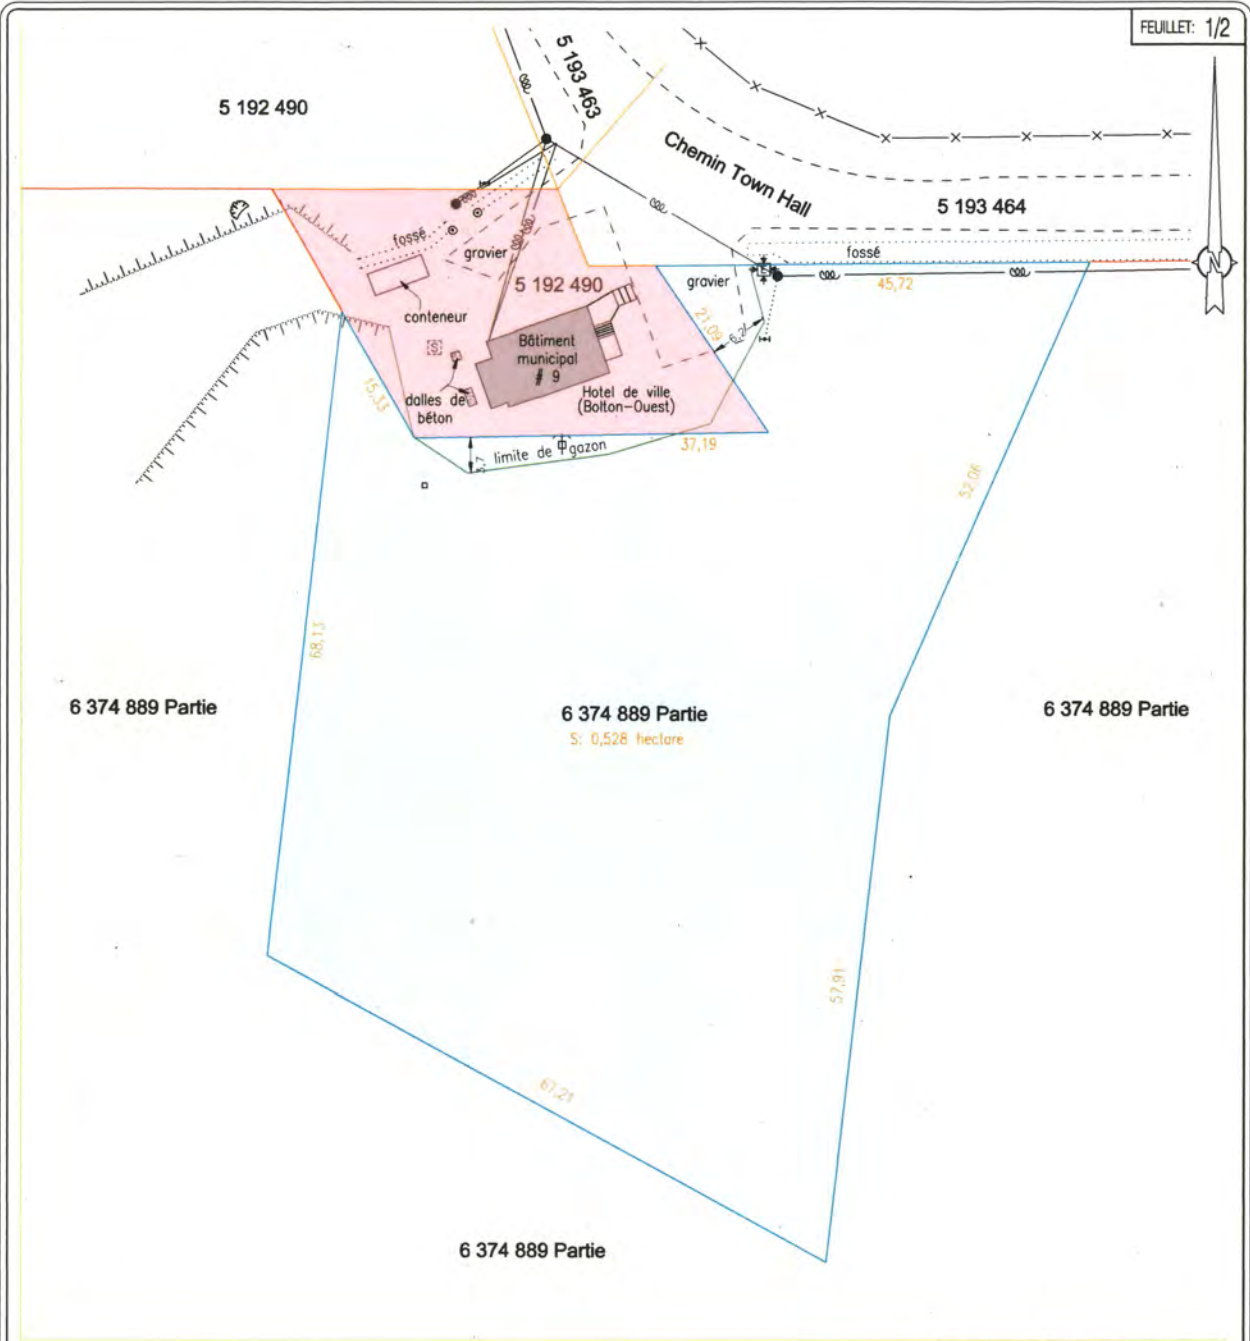 FEUILLET: 1/2
5 193 463
5 192 490
Chemin Town Hall
5 193 464
fossé
fossé
gravier
gravier
5 192 490
45,72
conteneur
21,09
6,2
Bâtiment
municipal
# 9
S
15,33
dalles de
béton
Hotel de ville
(Bolton-Ouest)
37,19
limite de gazon
3,7
52,06
68,13
6 374 889 Partie
6 374 889 Partie
S: 0,528 hectare
6 374 889 Partie
57,91
67,21
6 374 889 Partie
N